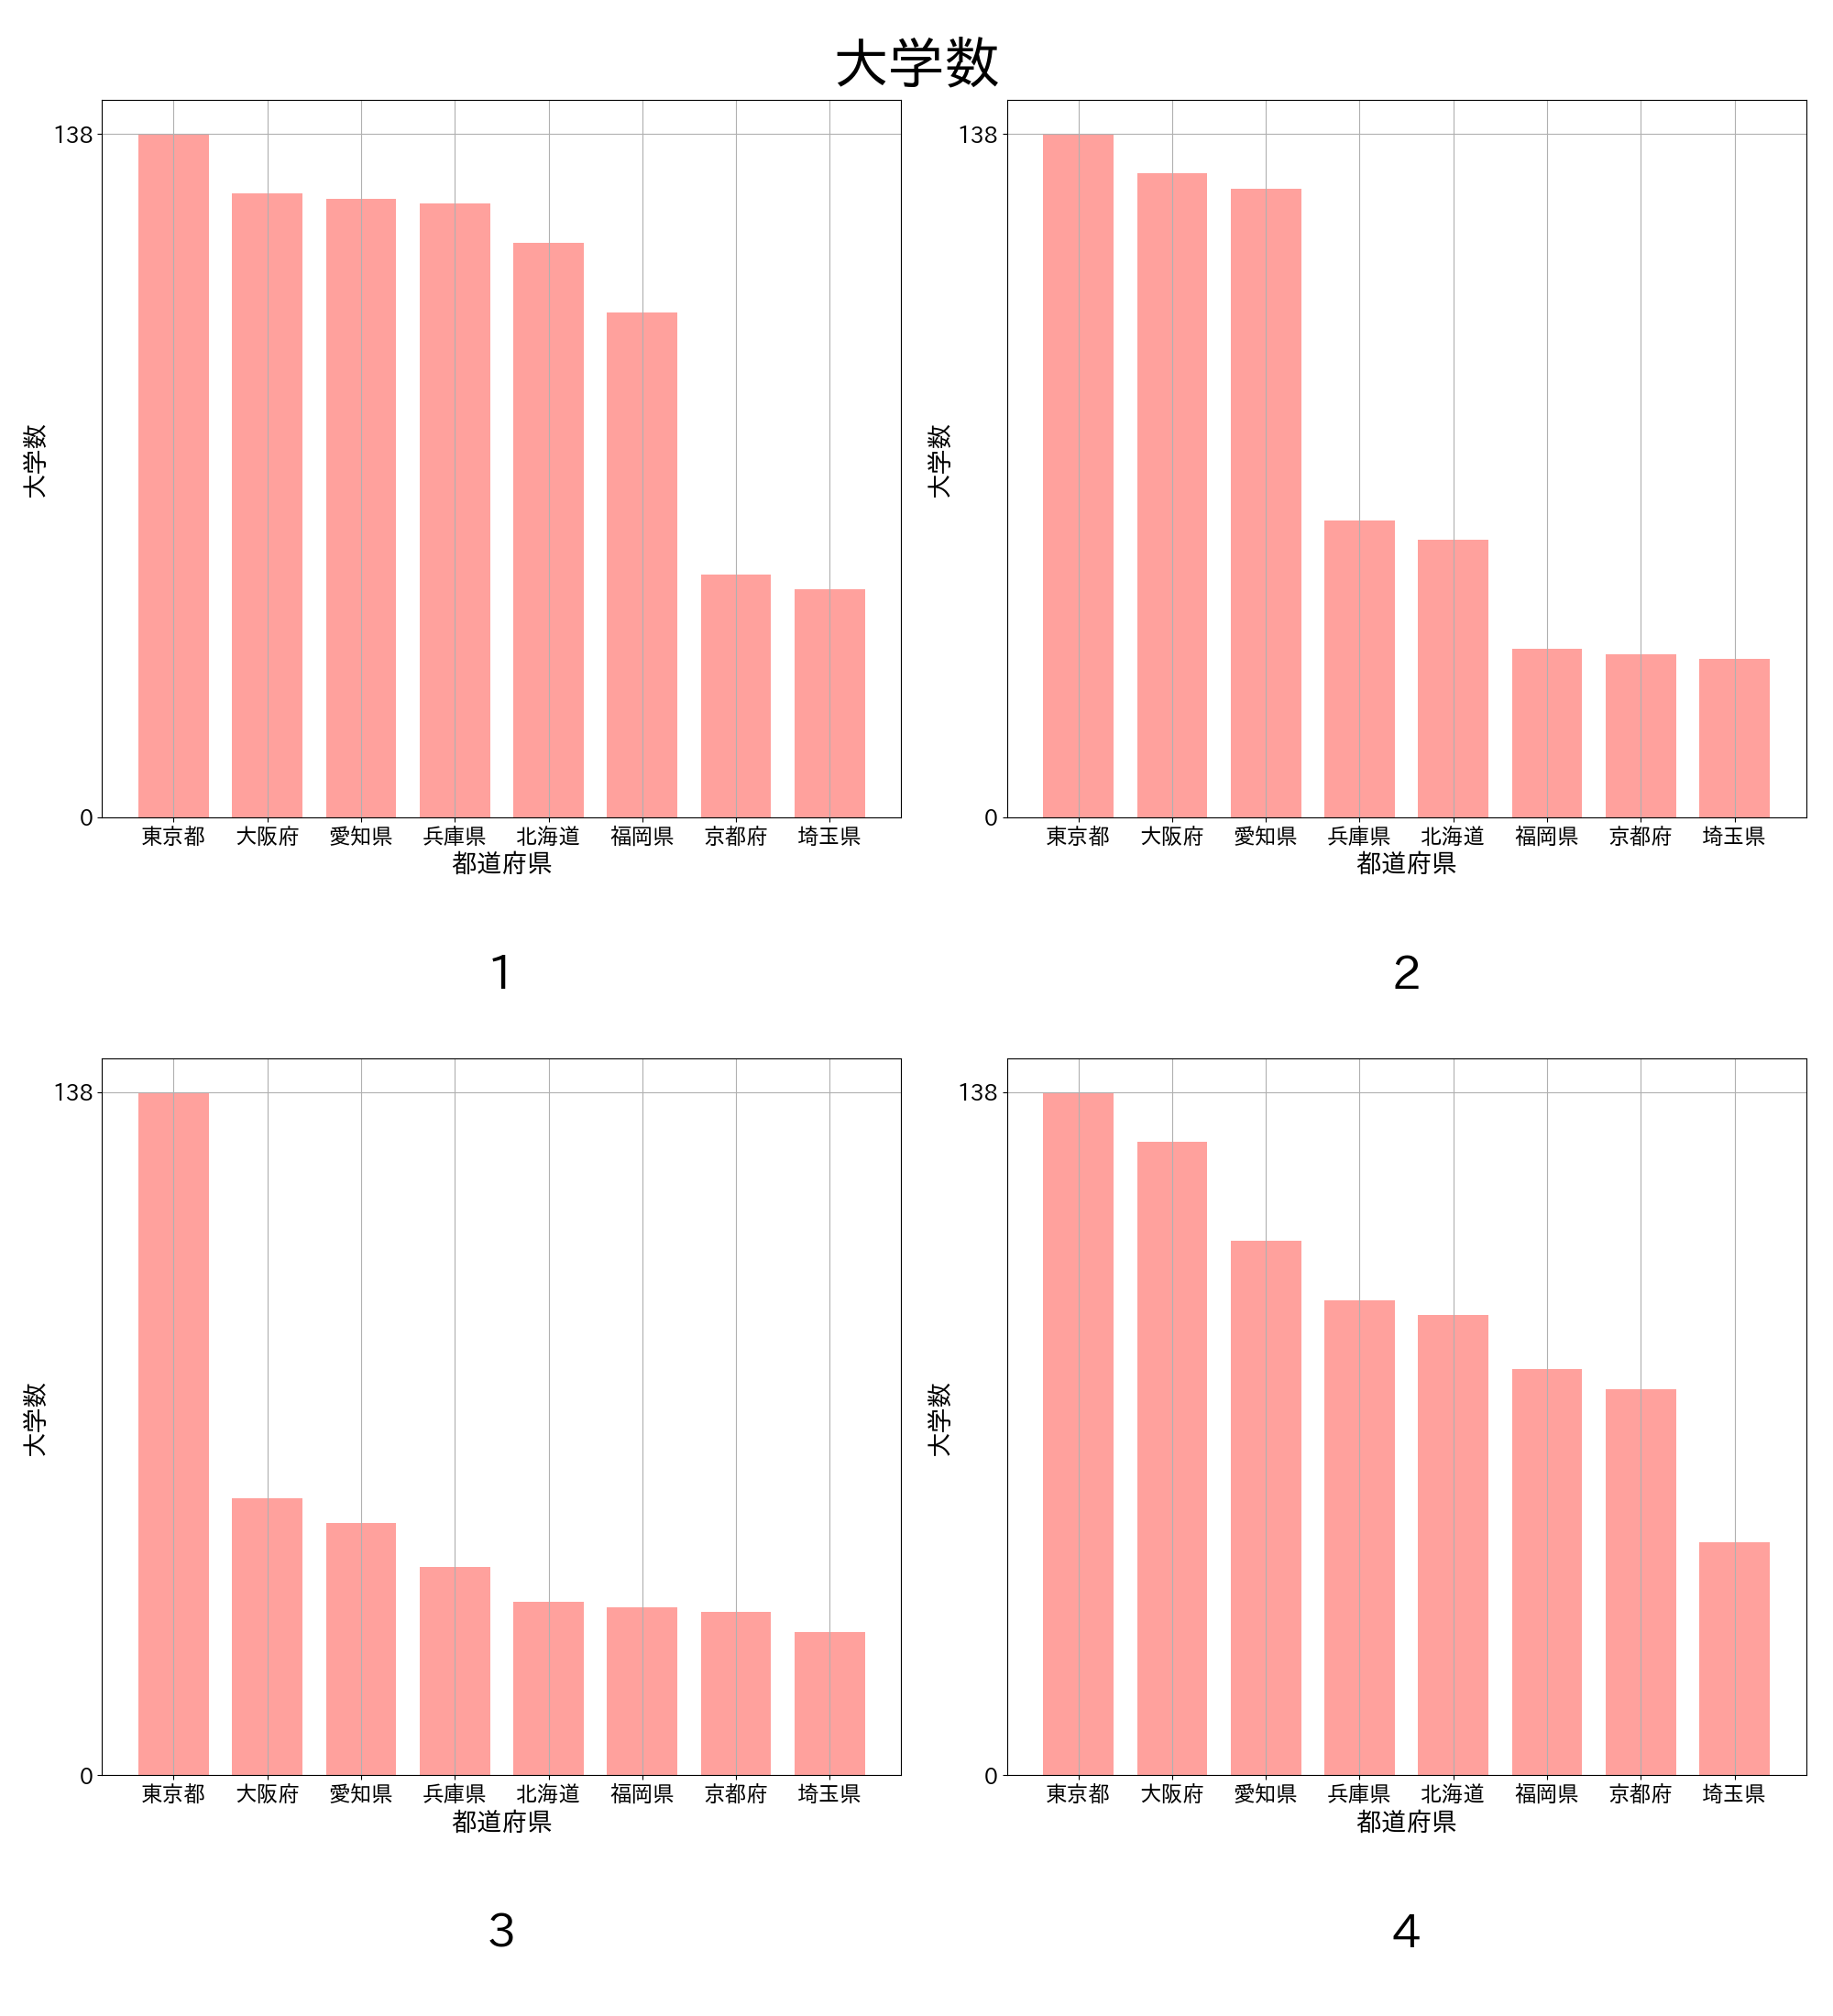 大学数
138
0
大学数
東京都 大阪府 愛知県 兵庫県 北海道 福岡県 京都府 埼玉県
都道府県
1
138
0
大学数
東京都 大阪府 愛知県 兵庫県 北海道 福岡県 京都府 埼玉県
都道府県
2
138
0
大学数
東京都 大阪府 愛知県 兵庫県 北海道 福岡県 京都府 埼玉県
都道府県
3
138
0
大学数
東京都 大阪府 愛知県 兵庫県 北海道 福岡県 京都府 埼玉県
都道府県
4